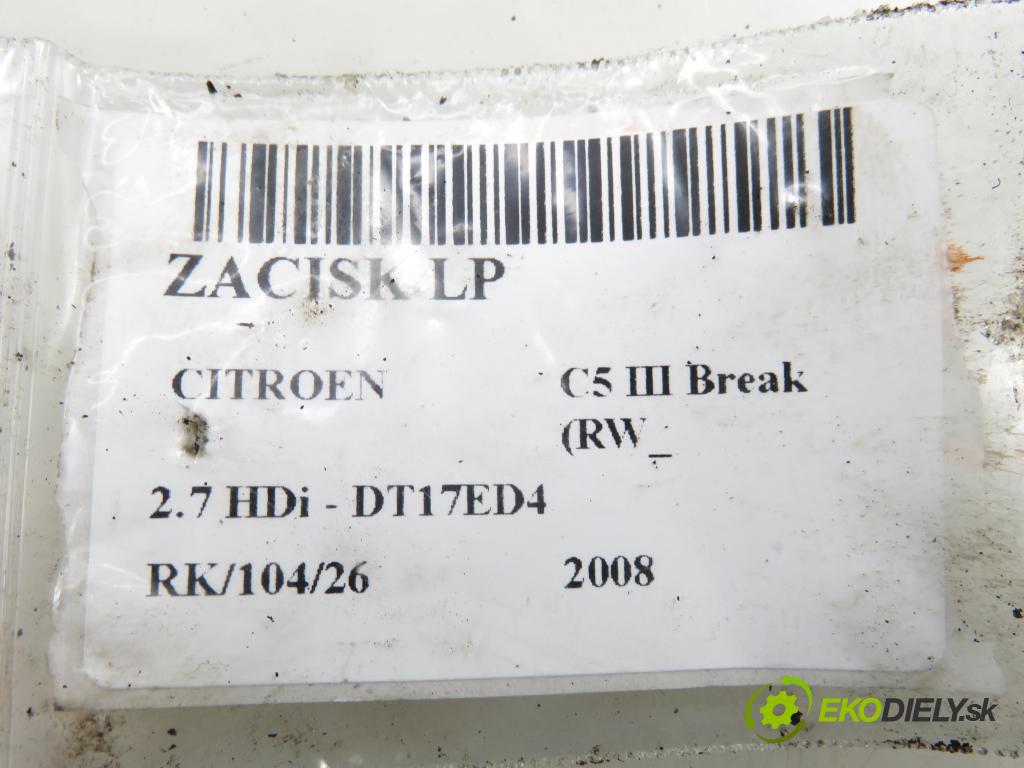 ZACISK LP
CITROEN C5 III Break
(RW_
2.7 HDi - DT17ED4
RK/104/26 2008
EKODIELY.sk